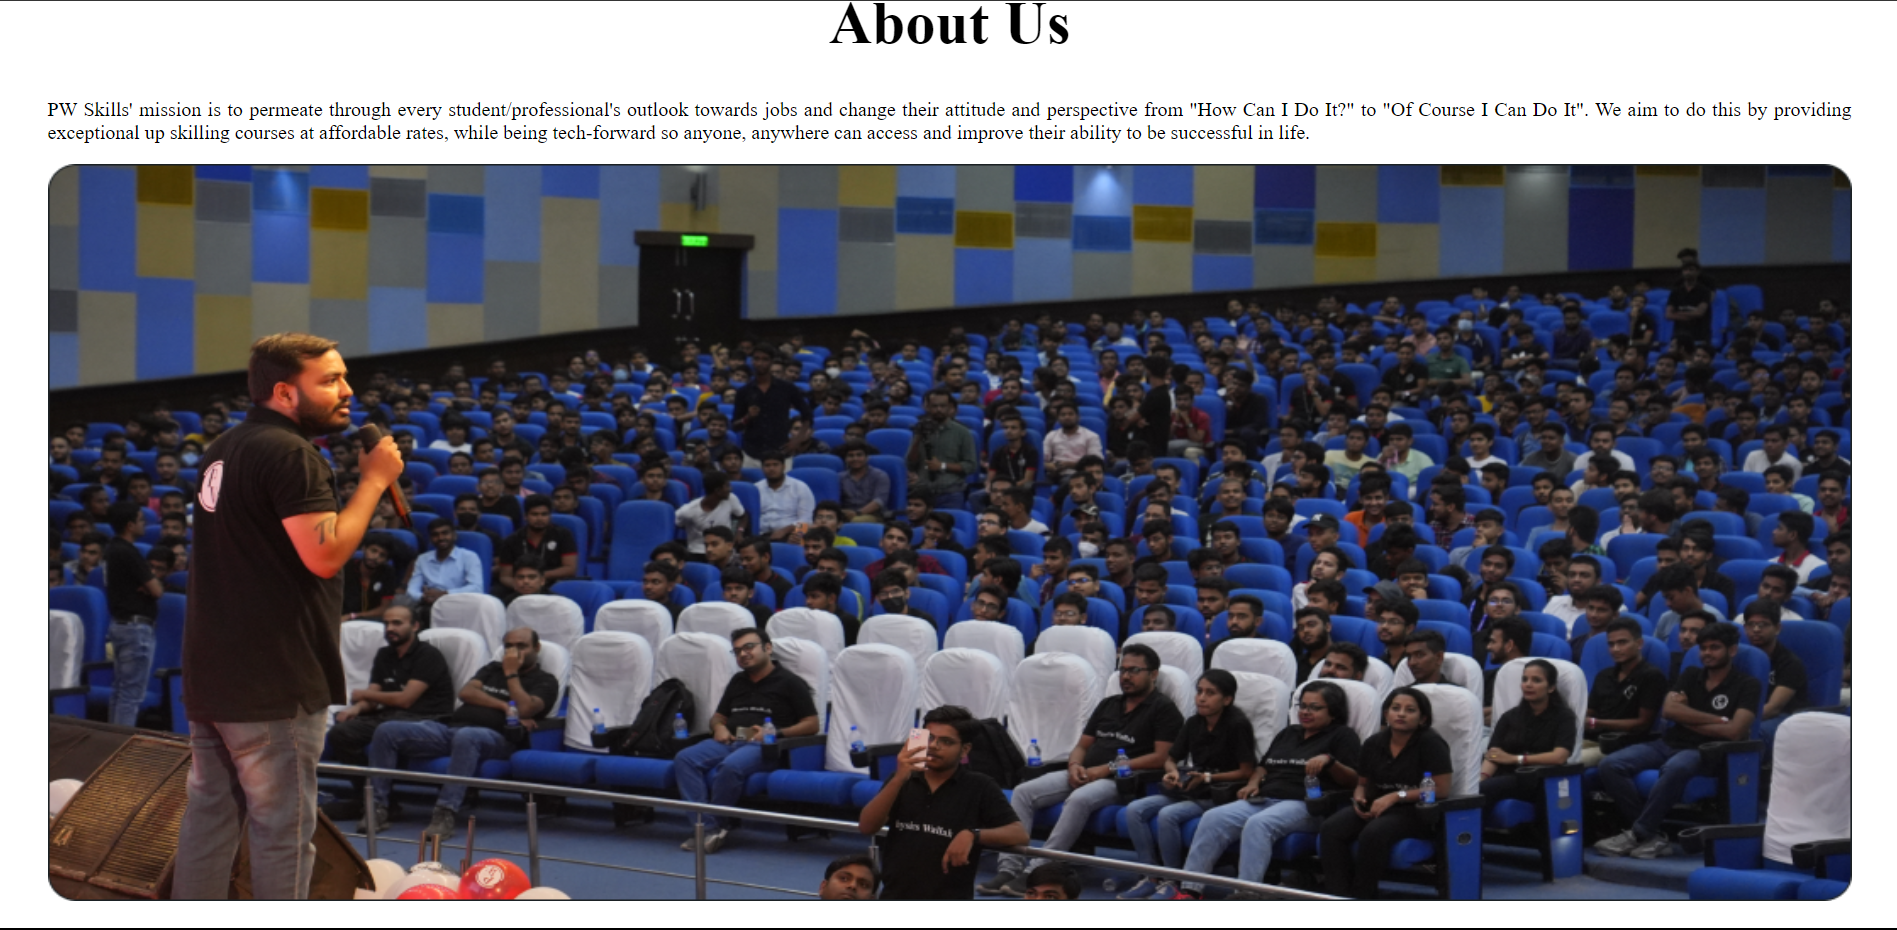 About Us
PW Skills' mission is to permeate through every student/professional's outlook towards jobs and change their attitude and perspective from "How Can I Do It?" to "Of Course I Can Do It". We aim to do this by providing
exceptional up skilling courses at affordable rates, while being tech-forward so anyone, anywhere can access and improve their ability to be successful in life.